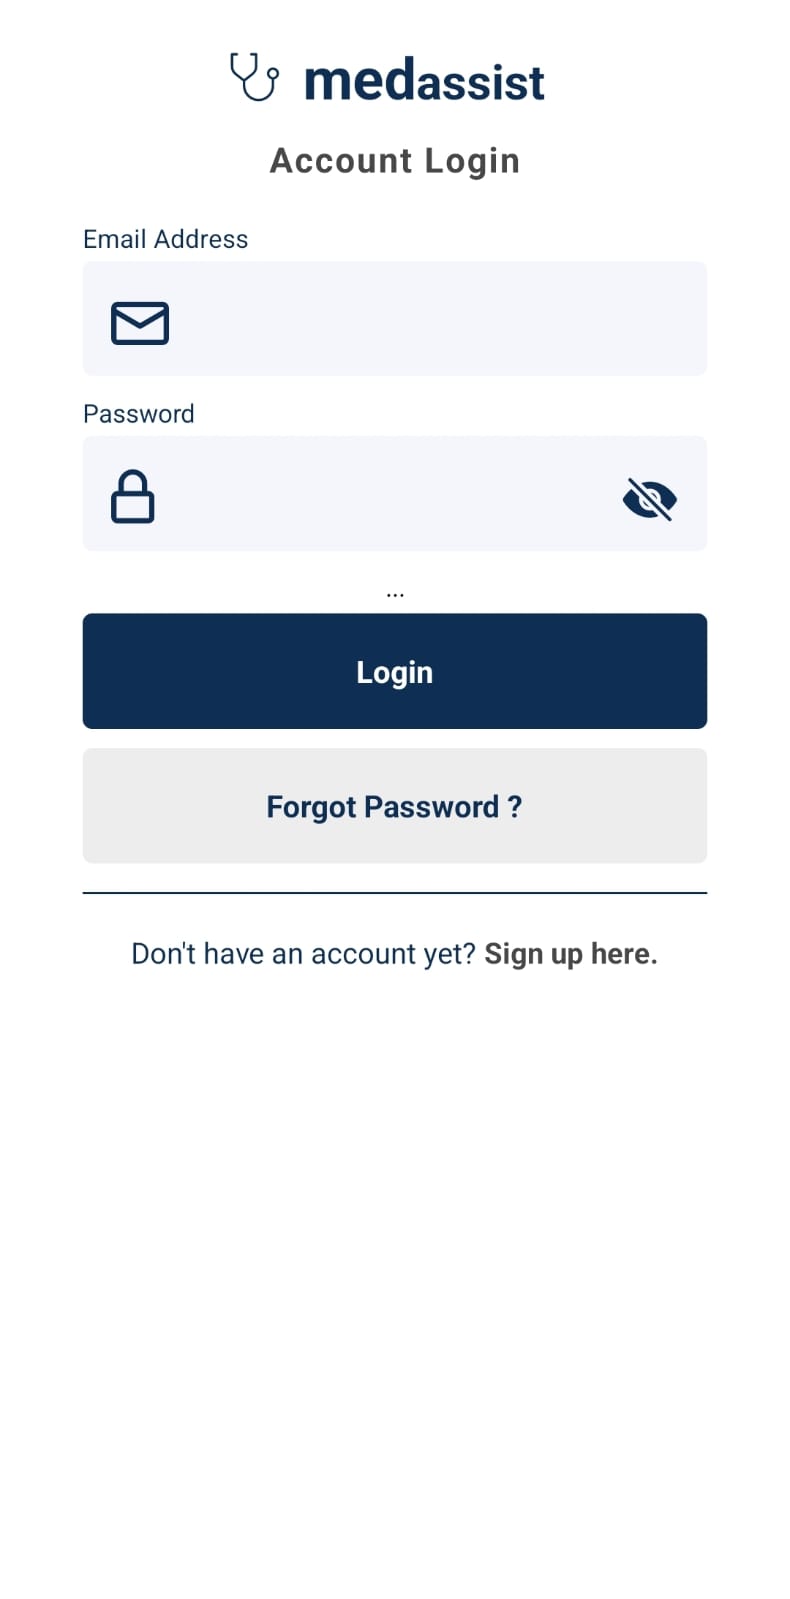 medassist
Account Login
Email Address
Password
...
Login
Forgot Password ?
Don't have an account yet? Sign up here.